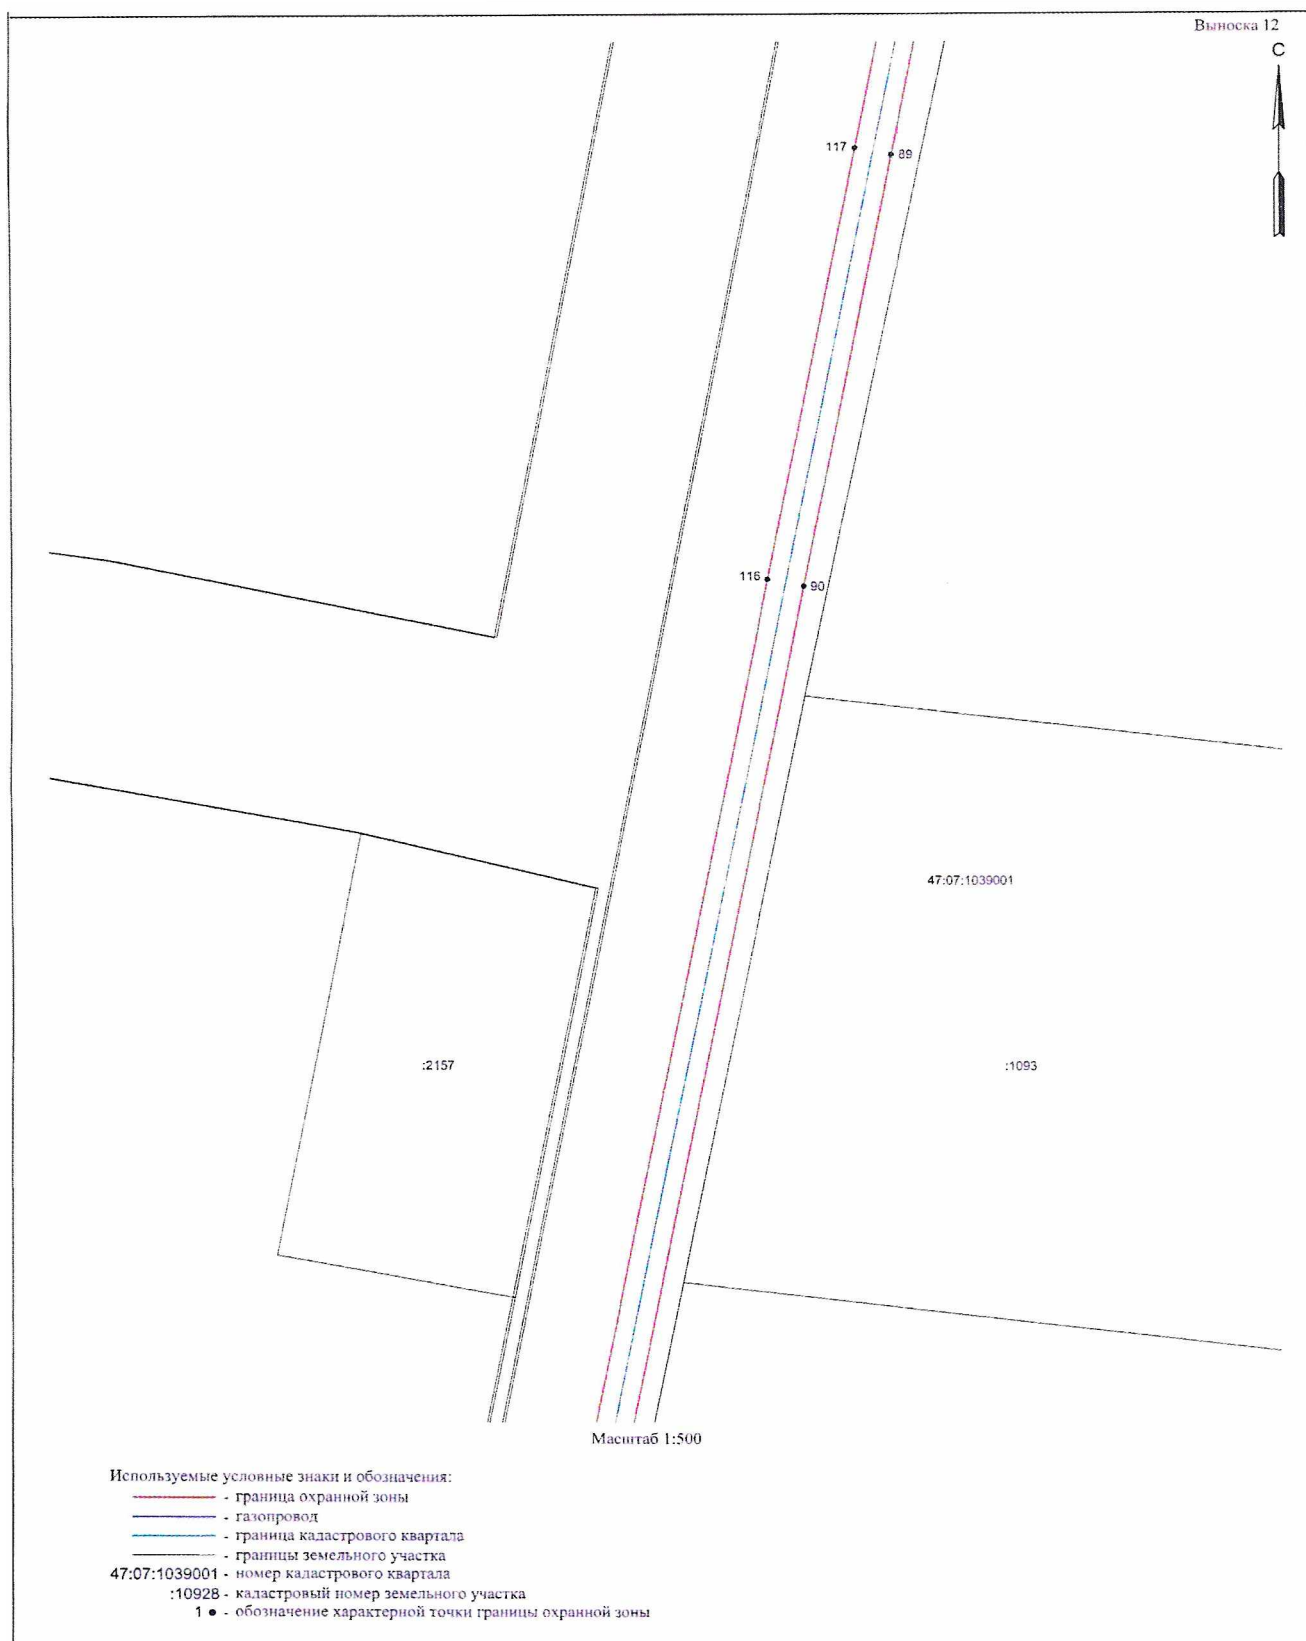 Выноска 12
С
117
89
116
90
47:07:1039001
:2157
:1093
Масштаб 1:500
Используемые условные знаки и обозначения:
- граница охранной зоны
- газопровод
- граница кадастрового квартала
- границы земельного участка
47:07:1039001 - номер кадастрового квартала
:10928 - кадастровый номер земельного участка
1 ● - обозначение характерной точки границы охранной зоны